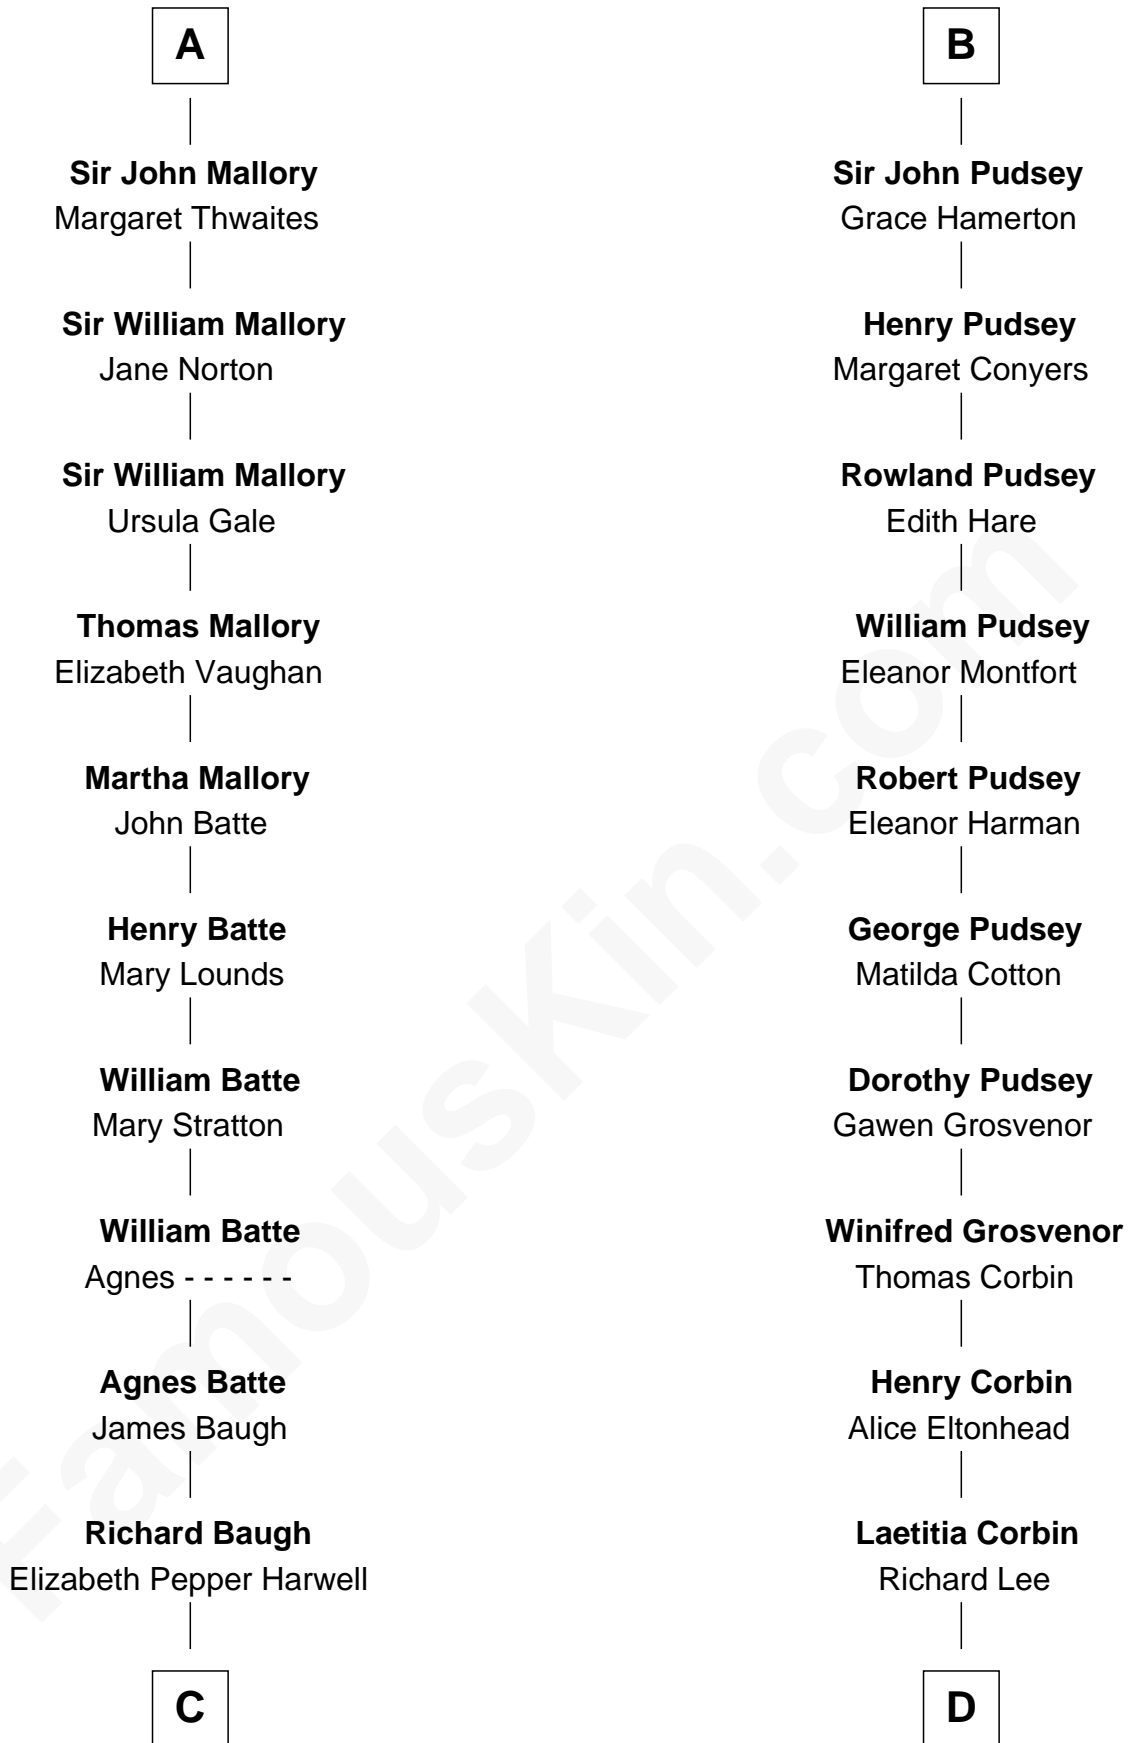 A
Sir John Mallory
Margaret Thwaites
Sir William Mallory
Jane Norton
Sir William Mallory
Ursula Gale
Thomas Mallory
Elizabeth Vaughan
Martha Mallory
John Batte
Henry Batte
Mary Lounds
William Batte
Mary Stratton
William Batte
Agnes - - - - - -
Agnes Batte
James Baugh
Richard Baugh
Elizabeth Pepper Harwell
C
B
Sir John Pudsey
Grace Hamerton
Henry Pudsey
Margaret Conyers
Rowland Pudsey
Edith Hare
William Pudsey
Eleanor Montfort
Robert Pudsey
Eleanor Harman
George Pudsey
Matilda Cotton
Dorothy Pudsey
Gawen Grosvenor
Winifred Grosvenor
Thomas Corbin
Henry Corbin
Alice Eltonhead
Laetitia Corbin
Richard Lee
D
FamousKin.com